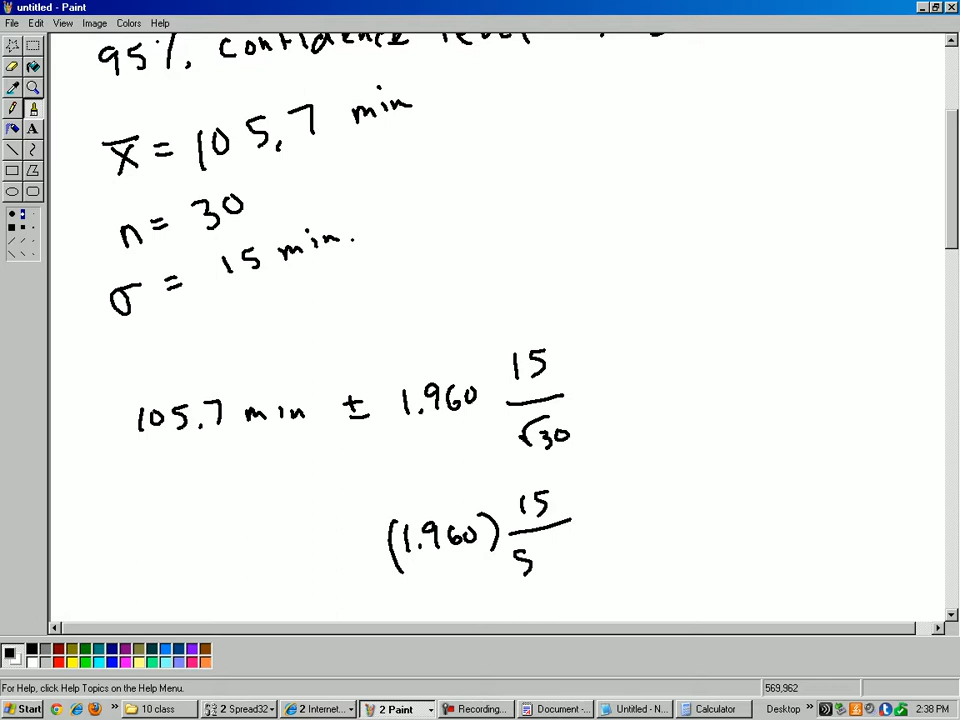 untitled - Paint
File Edit View Image Colors Help
95% confidence level
x̄ = 105.7 min
n = 30
σ = 15 min.
105.7 min ± 1.960 15/√30
(1.960) 15/5
For Help, click Help Topics on the Help Menu.
569,962
Start » 10 class 2 Spread32 2 Internet... 2 Paint Recording... Document -... Untitled - N... Calculator Desktop » 2:38 PM